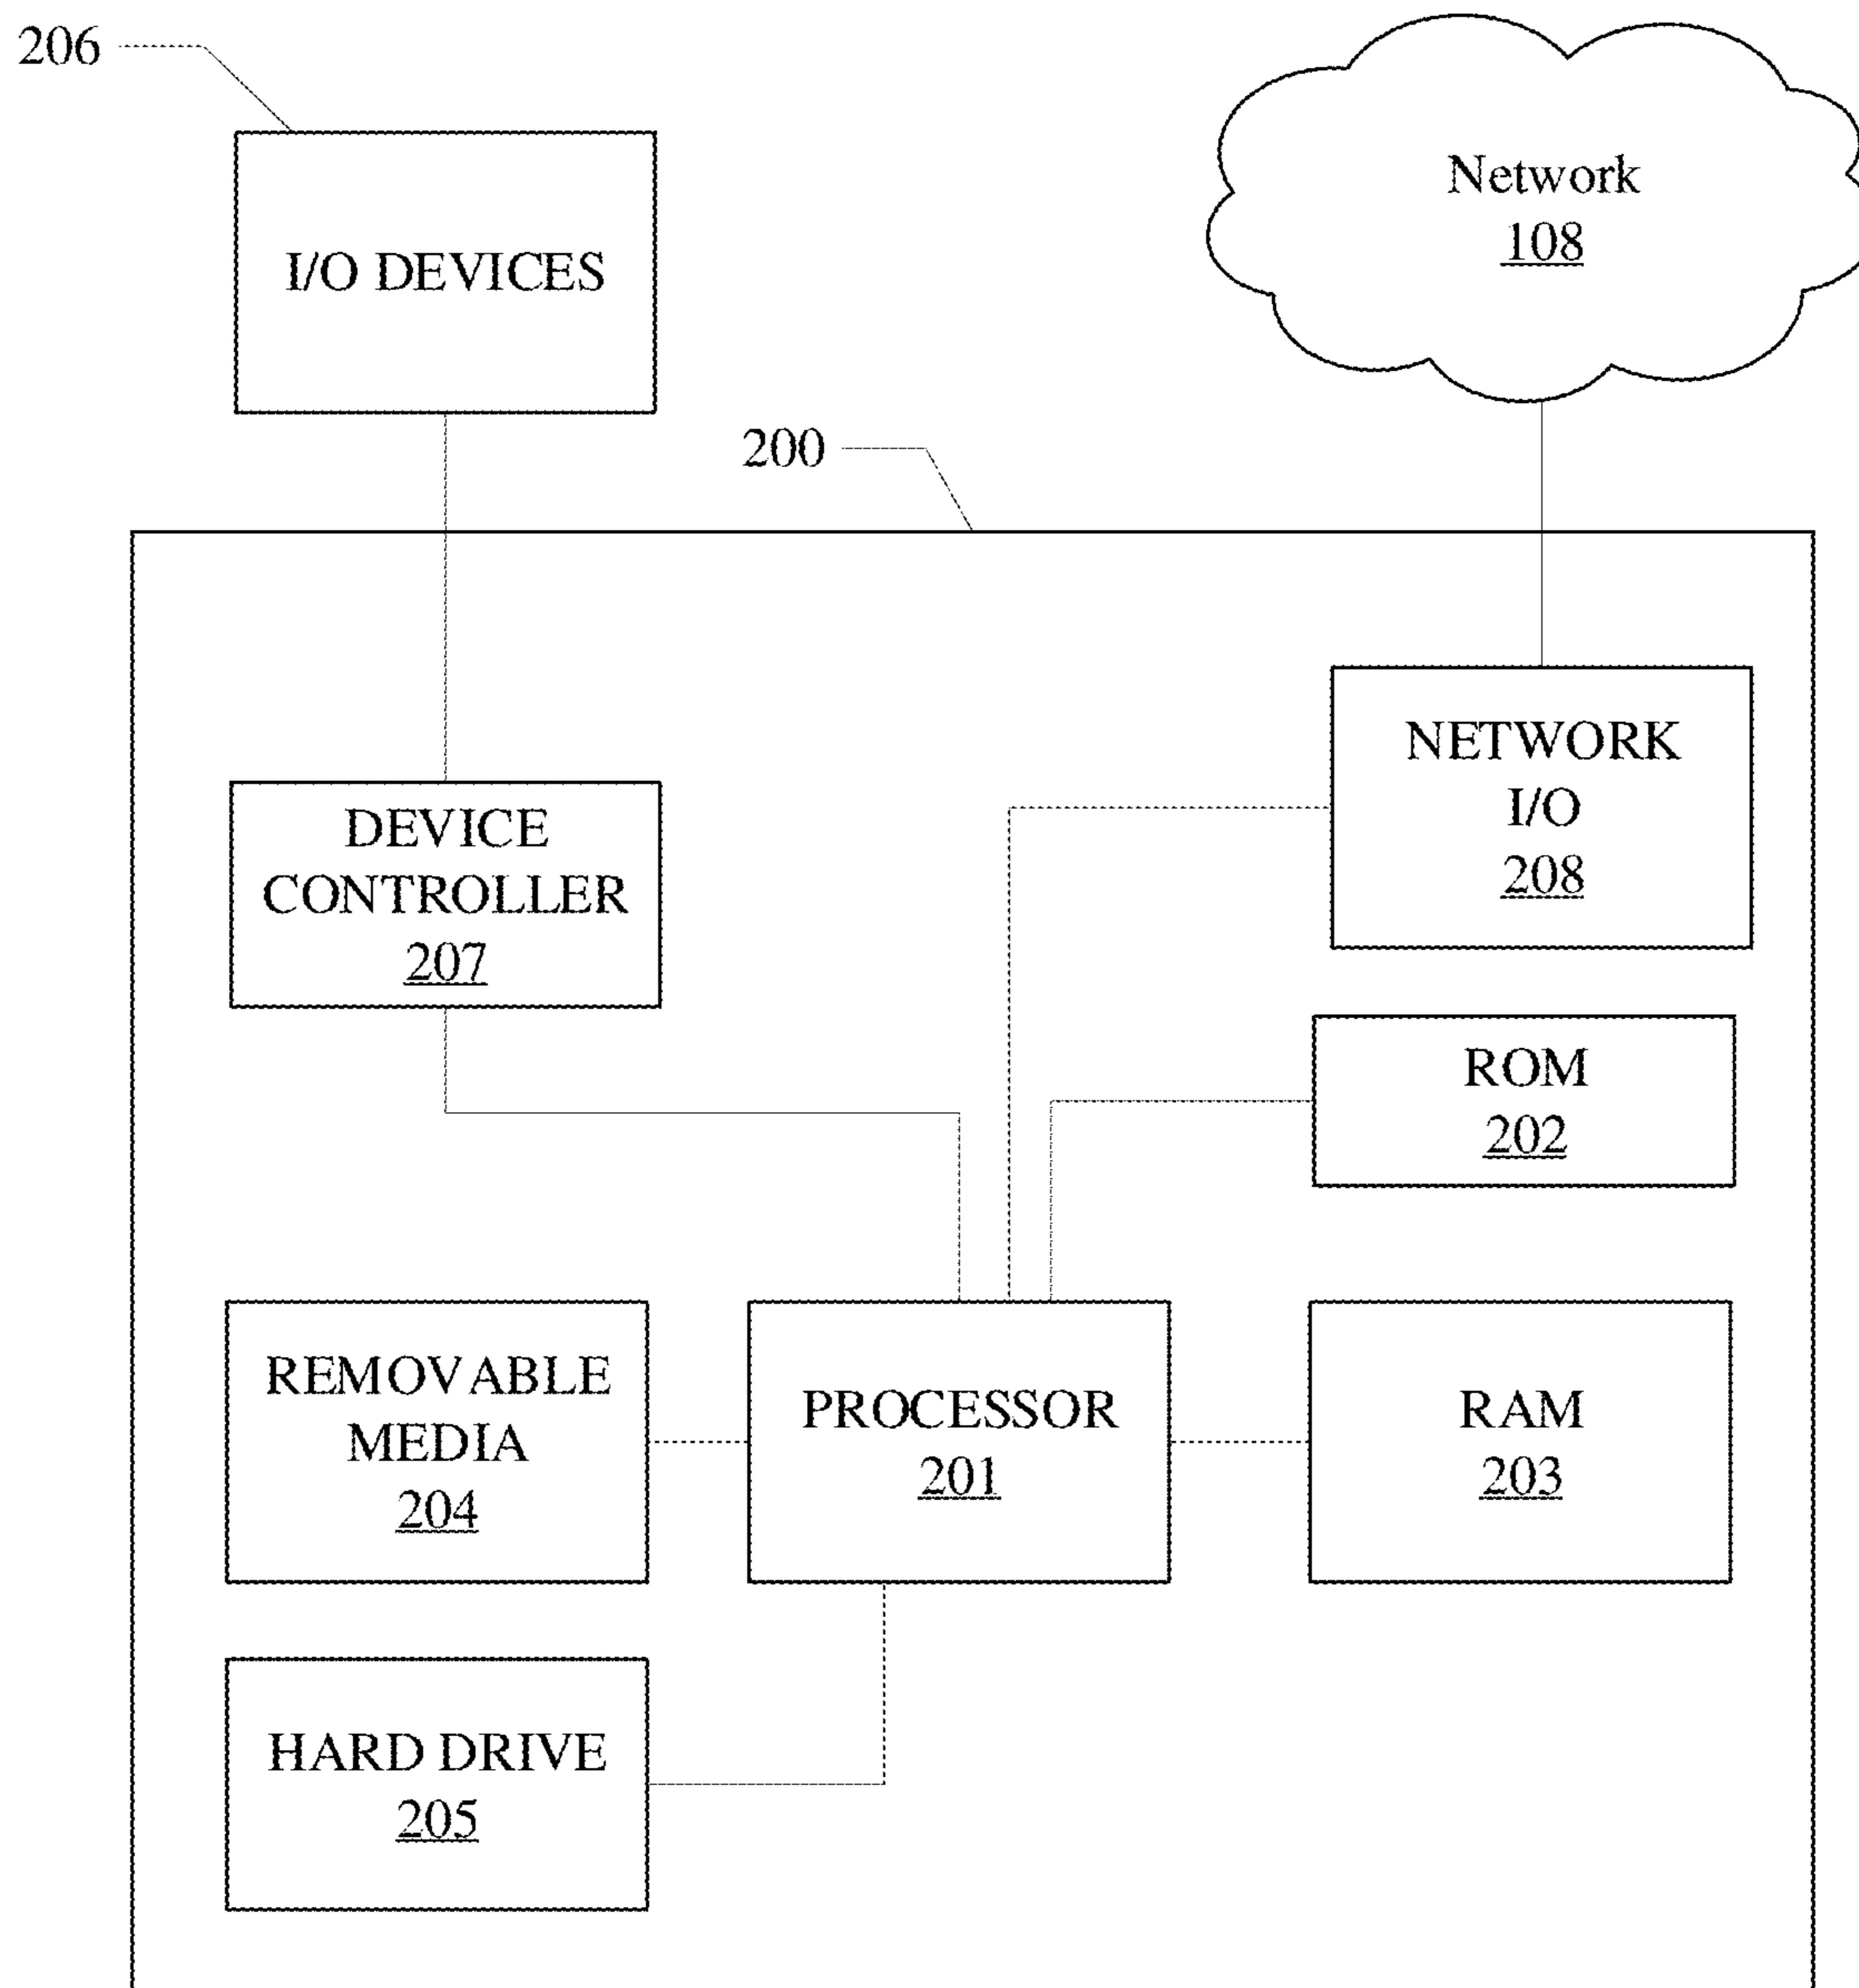 206
I/O DEVICES
Network
108
200
NETWORK
I/O
208
DEVICE
CONTROLLER
207
ROM
202
REMOVABLE
MEDIA
204
PROCESSOR
201
RAM
203
HARD DRIVE
205